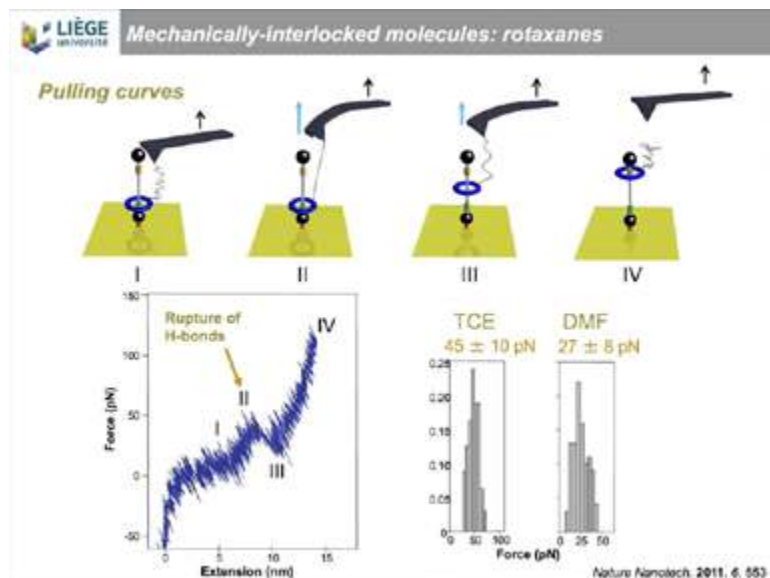 LIÈGE
université
Mechanically-interlocked molecules: rotaxanes
Pulling curves
I
II
III
IV
Rupture of
H-bonds
I
II
III
IV
150
100
50
0
-50
Force (pN)
0
5
10
15
Extension (nm)
TCE
45 ± 10 pN
DMF
27 ± 8 pN
0.25
0.20
0.15
0.10
0.05
0
0
50
100
0
25
50
Force (pN)
Nature Nanotech. 2011, 6, 553